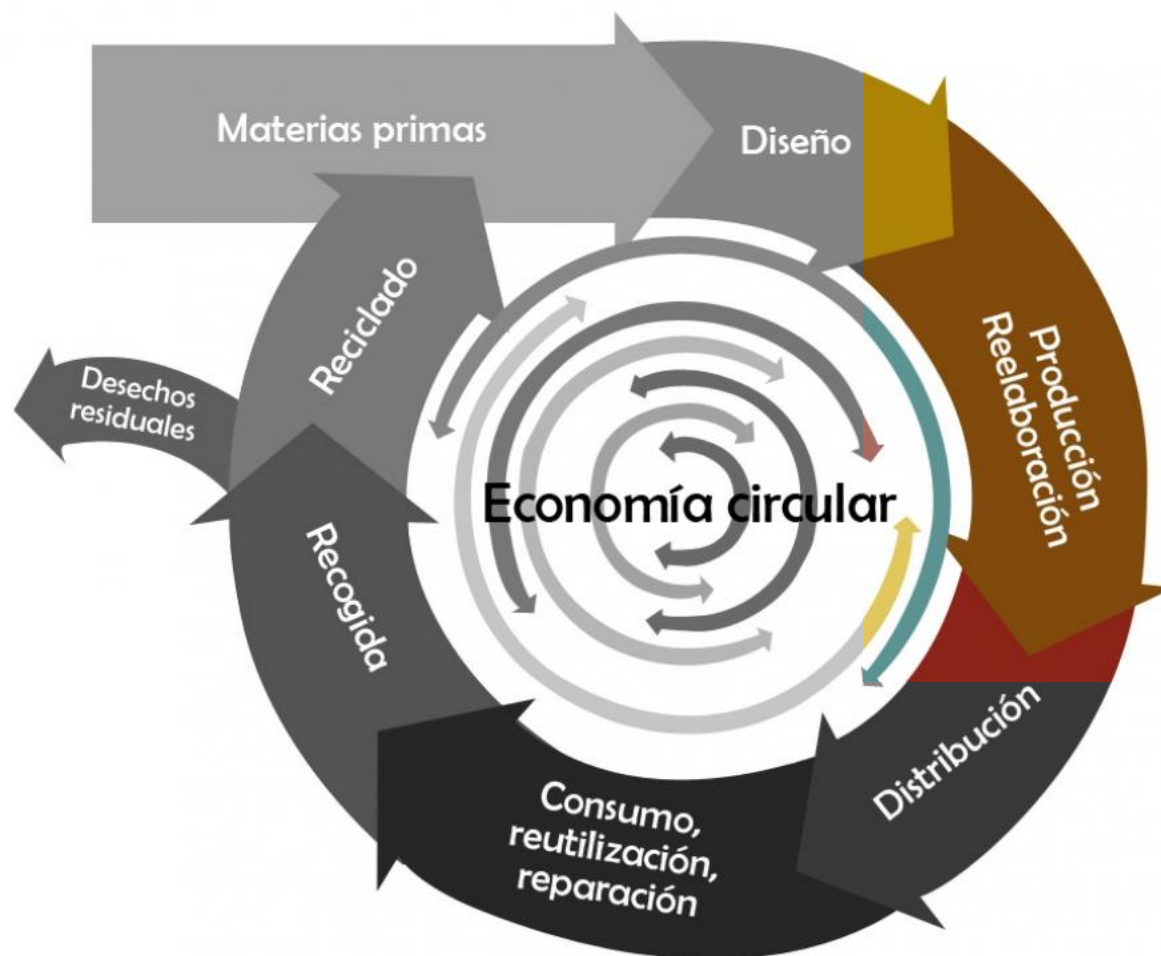 Materias primas
Diseño
Producción
Reelaboración
Distribución
Consumo,
reutilización,
reparación
Recogida
Reciclado
Desechos
residuales
Economía circular